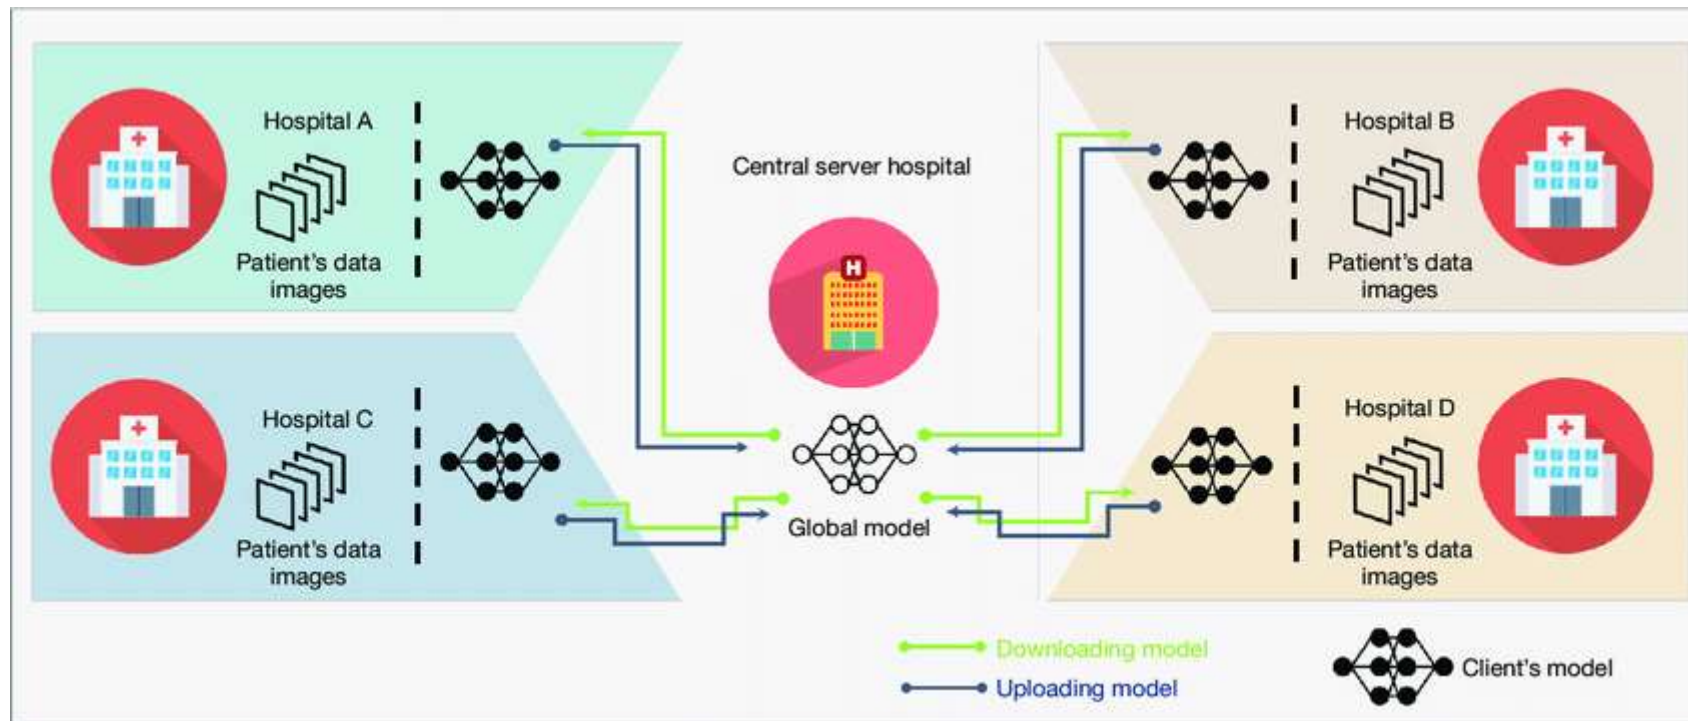 Hospital A
Patient's data
images
Central server hospital
H
Hospital B
Patient's data
images
Hospital C
Patient's data
images
Global model
Hospital D
Patient's data
images
Downloading model
Uploading model
Client's model